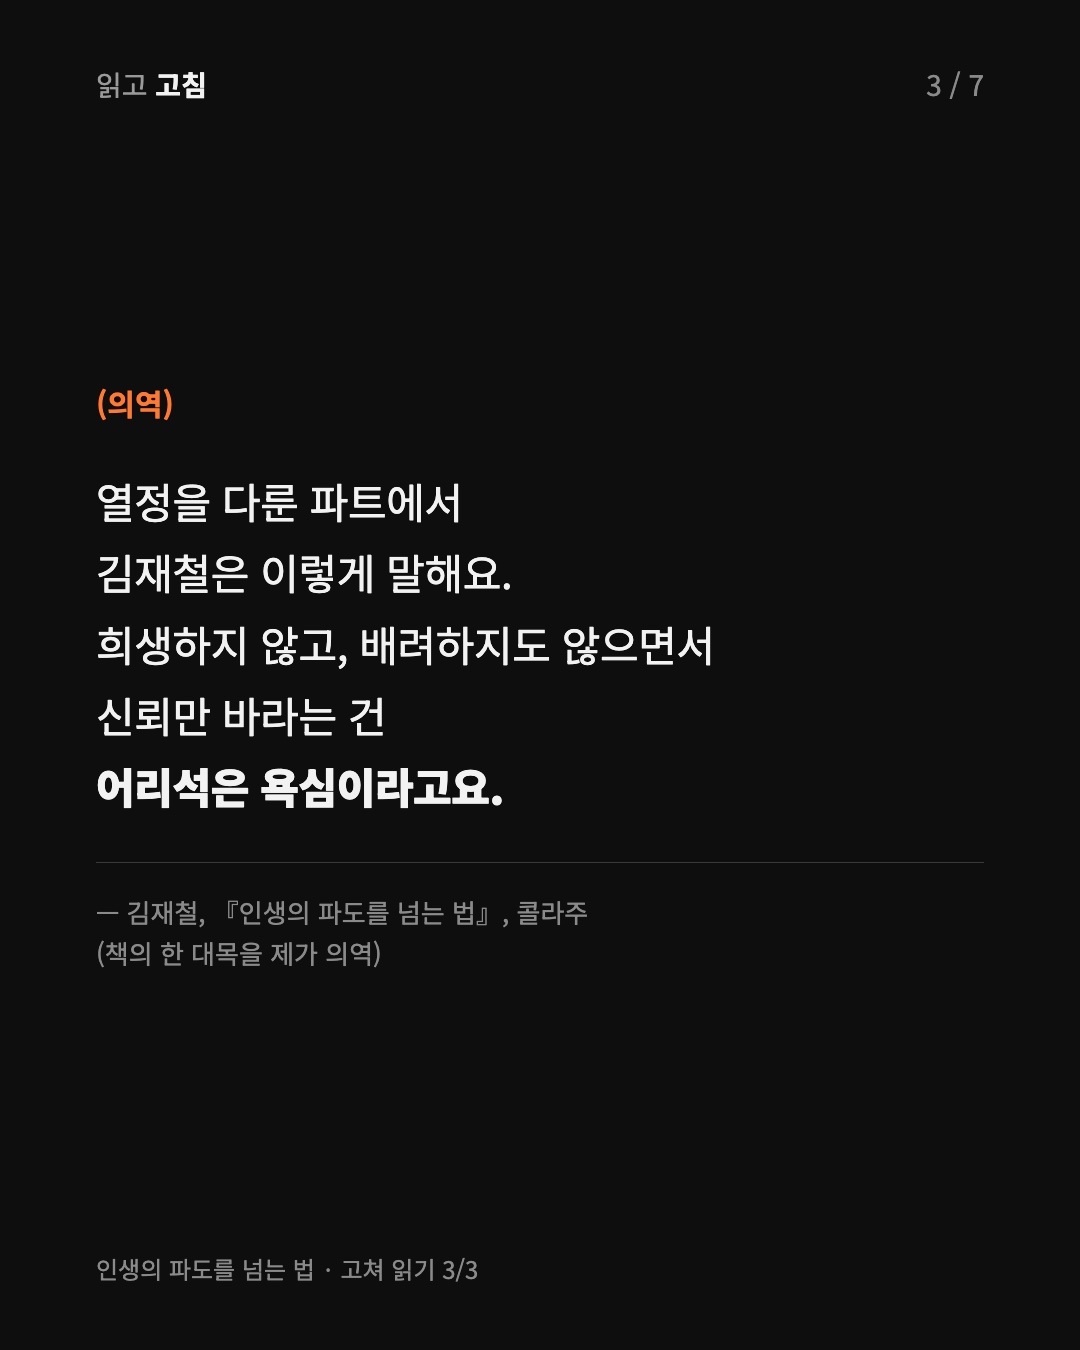 읽고 고침
3 / 7
(의역)
열정을 다룬 파트에서
김재철은 이렇게 말해요.
희생하지 않고, 배려하지도 않으면서
신뢰만 바라는 건
어리석은 욕심이라고요.
— 김재철, 『인생의 파도를 넘는 법』, 콜라주
(책의 한 대목을 제가 의역)
인생의 파도를 넘는 법 · 고쳐 읽기 3/3